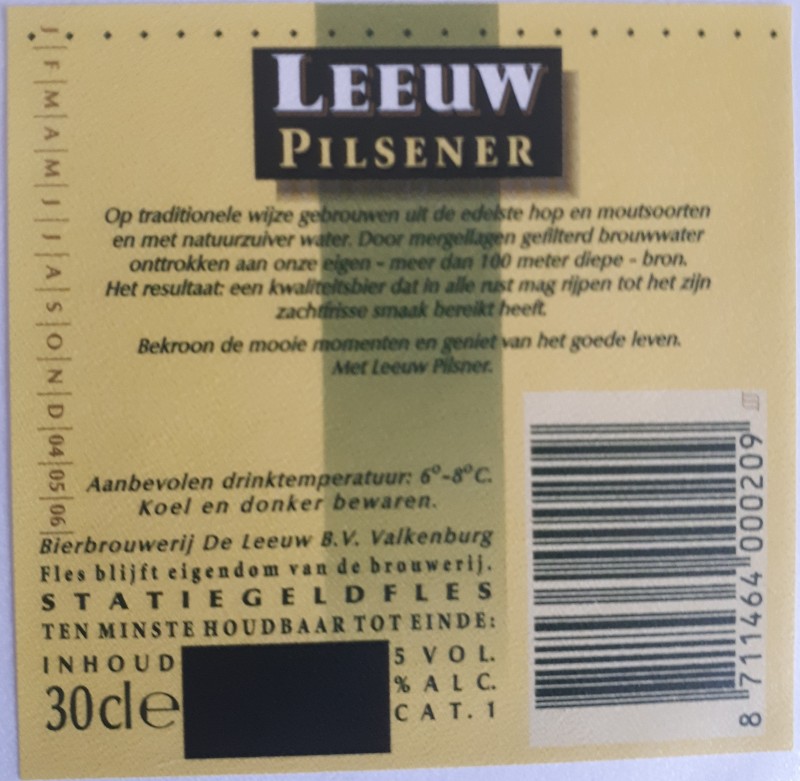 LEEUW
PILSENER
Op traditionele wijze gebrouwen uit de edelste hop en moutsoorten
en met natuurzuiver water. Door mergellagen gefilterd brouwwater
onttrokken aan onze eigen - meer dan 100 meter diepe - bron.
Het resultaat: een kwaliteitsbier dat in alle rust mag rijpen tot het zijn
zachtfrisse smaak bereikt heeft.
Bekroon de mooie momenten en geniet van het goede leven.
Met Leeuw Pilsner.
J|F|M|A|M|J|J|A|S|O|N|D|04|05|06|
Aanbevolen drinktemperatuur: 6°-8°C.
Koel en donker bewaren.
Bierbrouwerij De Leeuw B.V. Valkenburg
Fles blijft eigendom van de brouwerij.
STATIEGELDFLES
TEN MINSTE HOUDBAAR TOT EINDE:
INHOUD
30cl℮
5 VOL.
% ALC.
CAT. 1
8 711464 000209